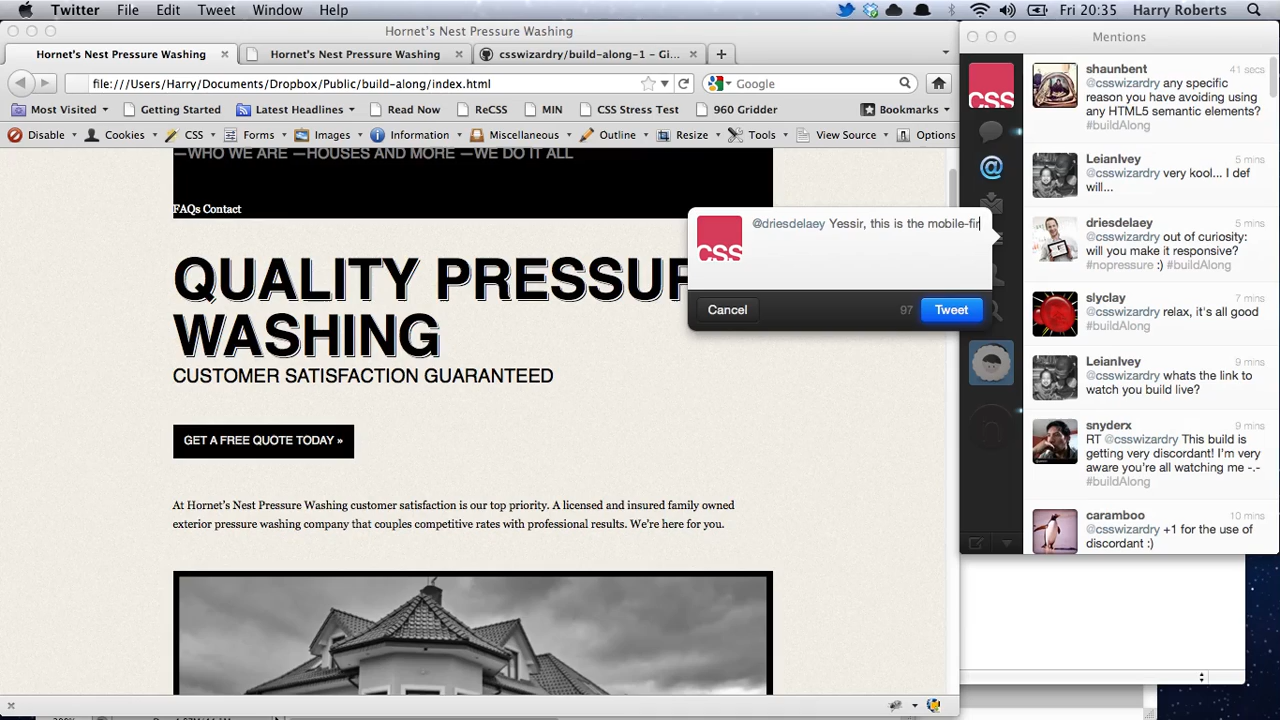 Twitter File Edit Tweet Window Help Fri 20:35 Harry Roberts
Hornet's Nest Pressure Washing
Hornet's Nest Pressure Washing
Hornet's Nest Pressure Washing
csswizardry/build-along-1 - Gi...
file:///Users/Harry/Documents/Dropbox/Public/build-along/index.html
Google
Most Visited Getting Started Latest Headlines Read Now ReCSS MIN CSS Stress Test 960 Gridder Bookmarks
Disable Cookies CSS Forms Images Information Miscellaneous Outline Resize Tools View Source Options
—WHO WE ARE —HOUSES AND MORE —WE DO IT ALL
FAQs Contact
QUALITY PRESSUR
WASHING
CUSTOMER SATISFACTION GUARANTEED
GET A FREE QUOTE TODAY »
At Hornet's Nest Pressure Washing customer satisfaction is our top priority. A licensed and insured family owned
exterior pressure washing company that couples competitive rates with professional results. We're here for you.
CSS
@driesdelaey Yessir, this is the mobile-fir
Cancel
97
Tweet
Mentions
CSS
shaunbent 41 secs
@csswizardry any specific
reason you have avoiding using
any HTML5 semantic elements?
#buildAlong
LeianIvey 5 mins
@csswizardry very kool... I def
will...
driesdelaey 5 mins
@csswizardry out of curiosity:
will you make it responsive?
#nopressure :) #buildAlong
slyclay 7 mins
@csswizardry relax, it's all good
#buildAlong
LeianIvey 9 mins
@csswizardry whats the link to
watch you build live?
snyderx 9 mins
RT @csswizardry This build is
getting very discordant! I'm very
aware you're all watching me -.-
#buildAlong
caramboo 10 mins
@csswizardry +1 for the use of
discordant :)